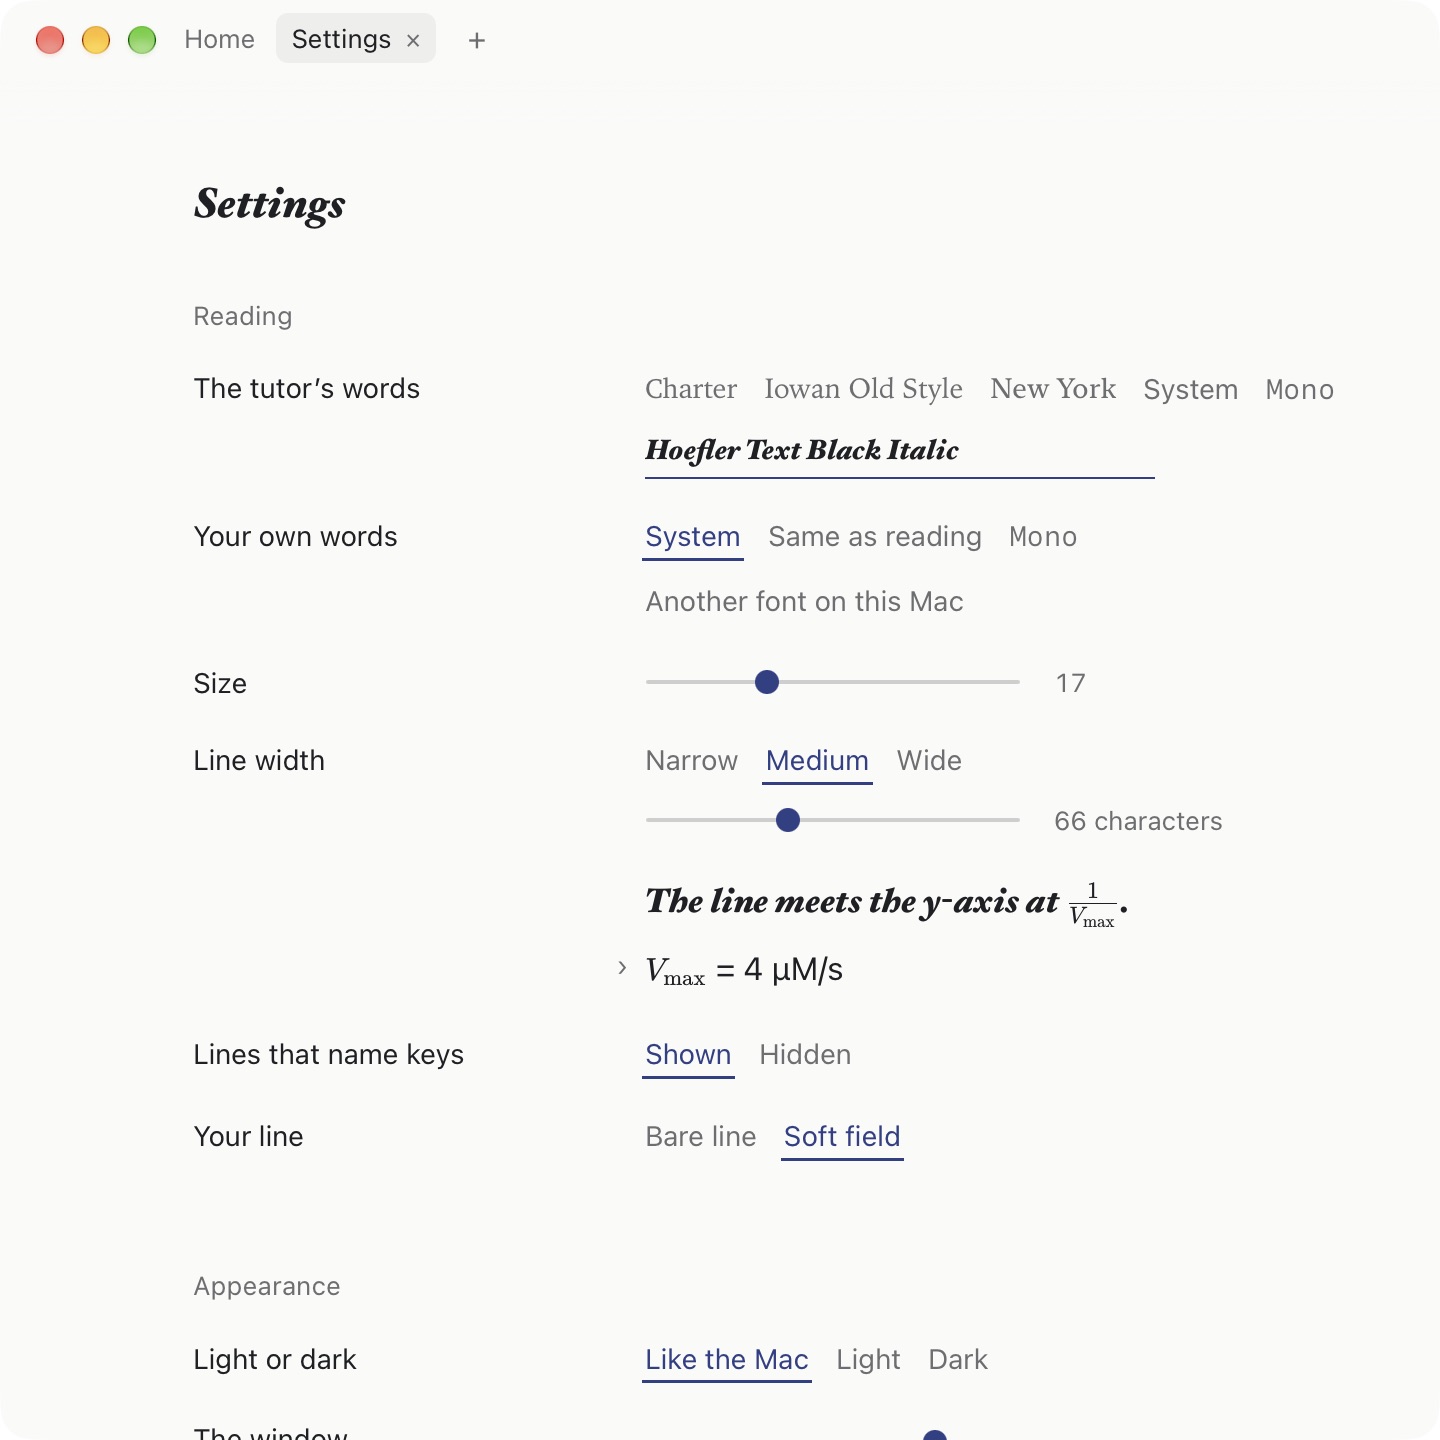 Home Settings × +
Settings
Reading
The tutor’s words Charter Iowan Old Style New York System Mono
Hoefler Text Black Italic
Your own words System Same as reading Mono
Another font on this Mac
Size 17
Line width Narrow Medium Wide
66 characters
The line meets the y-axis at 1/Vmax.
› Vmax = 4 µM/s
Lines that name keys Shown Hidden
Your line Bare line Soft field
Appearance
Light or dark Like the Mac Light Dark
The window